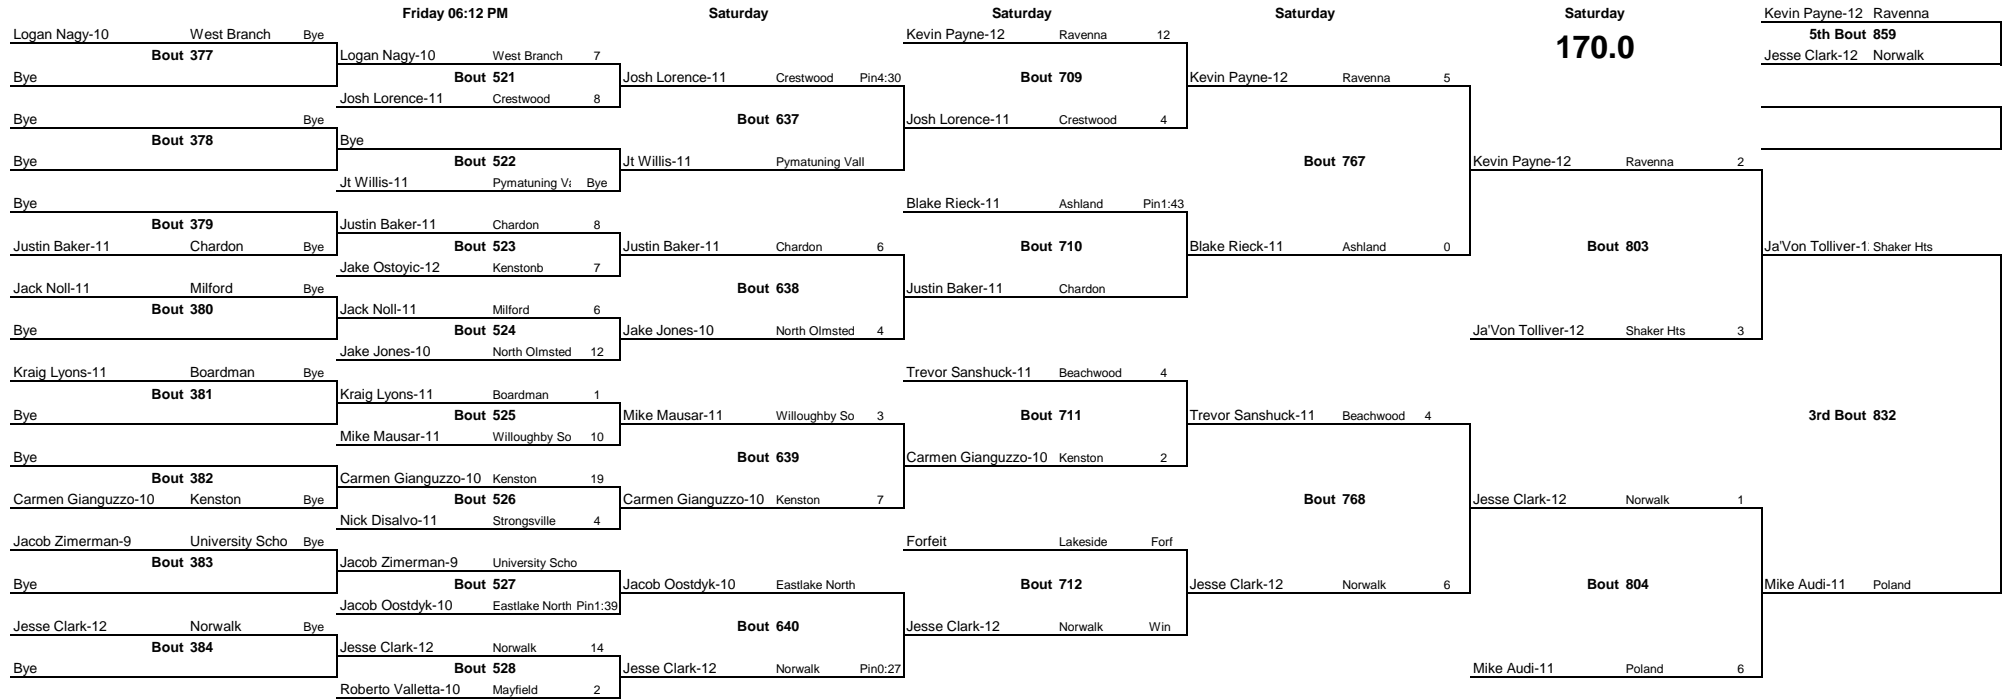 Friday 06:12 PM Saturday Saturday Saturday Saturday
170.0
Logan Nagy-10 West Branch Bye
Bout 377
Bye
Bye Bye
Bout 378
Bye
Bye
Bout 379
Justin Baker-11 Chardon Bye
Jack Noll-11 Milford Bye
Bout 380
Bye
Kraig Lyons-11 Boardman Bye
Bout 381
Bye
Bye
Bout 382
Carmen Gianguzzo-10 Kenston Bye
Jacob Zimerman-9 University Scho Bye
Bout 383
Bye
Jesse Clark-12 Norwalk Bye
Bout 384
Bye
Logan Nagy-10 West Branch 7
Bout 521
Josh Lorence-11 Crestwood 8
Bye
Bout 522
Jt Willis-11 Pymatuning Va Bye
Justin Baker-11 Chardon 8
Bout 523
Jake Ostoyic-12 Kenstonb 7
Jack Noll-11 Milford 6
Bout 524
Jake Jones-10 North Olmsted 12
Kraig Lyons-11 Boardman 1
Bout 525
Mike Mausar-11 Willoughby So 10
Carmen Gianguzzo-10 Kenston 19
Bout 526
Nick Disalvo-11 Strongsville 4
Jacob Zimerman-9 University Scho
Bout 527
Jacob Oostdyk-10 Eastlake North Pin1:39
Jesse Clark-12 Norwalk 14
Bout 528
Roberto Valletta-10 Mayfield 2
Josh Lorence-11 Crestwood Pin4:30
Bout 637
Jt Willis-11 Pymatuning Vall
Justin Baker-11 Chardon 6
Bout 638
Jake Jones-10 North Olmsted 4
Mike Mausar-11 Willoughby So 3
Bout 639
Carmen Gianguzzo-10 Kenston 7
Jacob Oostdyk-10 Eastlake North
Bout 640
Jesse Clark-12 Norwalk Pin0:27
Kevin Payne-12 Ravenna 12
Bout 709
Josh Lorence-11 Crestwood 4
Blake Rieck-11 Ashland Pin1:43
Bout 710
Justin Baker-11 Chardon
Trevor Sanshuck-11 Beachwood 4
Bout 711
Carmen Gianguzzo-10 Kenston 2
Forfeit Lakeside Forf
Bout 712
Jesse Clark-12 Norwalk Win
Kevin Payne-12 Ravenna 5
Bout 767
Blake Rieck-11 Ashland 0
Trevor Sanshuck-11 Beachwood 4
Bout 768
Jesse Clark-12 Norwalk 6
Kevin Payne-12 Ravenna 2
Bout 803
Ja'Von Tolliver-12 Shaker Hts 3
Jesse Clark-12 Norwalk 1
Bout 804
Mike Audi-11 Poland 6
Kevin Payne-12 Ravenna
5th Bout 859
Jesse Clark-12 Norwalk
Ja'Von Tolliver-1 Shaker Hts
3rd Bout 832
Mike Audi-11 Poland